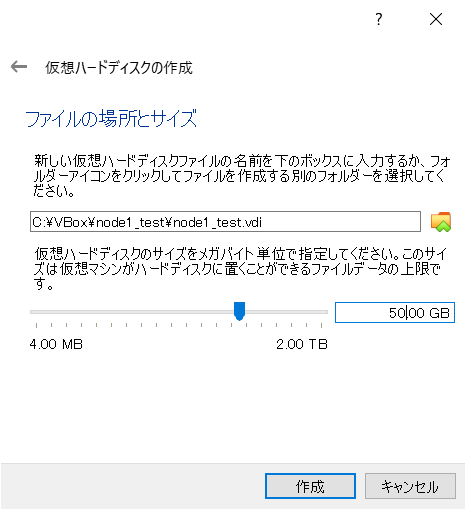 ?
仮想ハードディスクの作成
ファイルの場所とサイズ
新しい仮想ハードディスクファイルの名前を下のボックスに入力するか、フォ
ルダーアイコンをクリックしてファイルを作成する別のフォルダーを選択してく
ださい。
C:¥VBox¥node1_test¥node1_test.vdi
仮想ハードディスクのサイズをメガバイト単位で指定してください。このサイ
ズは仮想マシンがハードディスクに置くことができるファイルデータの上限で
す。
50.00 GB
4.00 MB 2.00 TB
作成 キャンセル